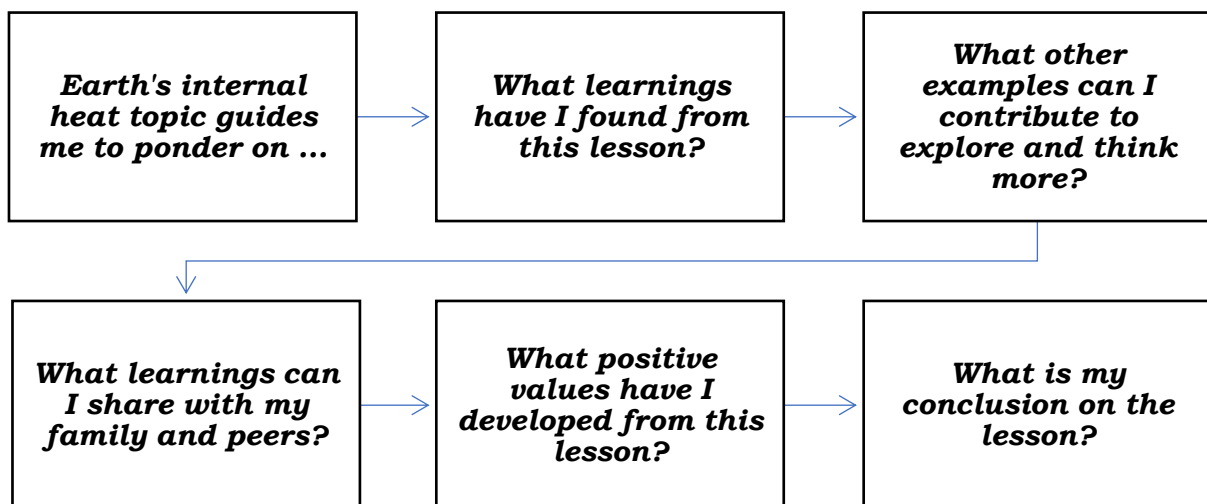 Earth's internal
heat topic guides
me to ponder on ...
What learnings
have I found from
this lesson?
What other
examples can I
contribute to
explore and think
more?
What learnings can
I share with my
family and peers?
What positive
values have I
developed from this
lesson?
What is my
conclusion on the
lesson?